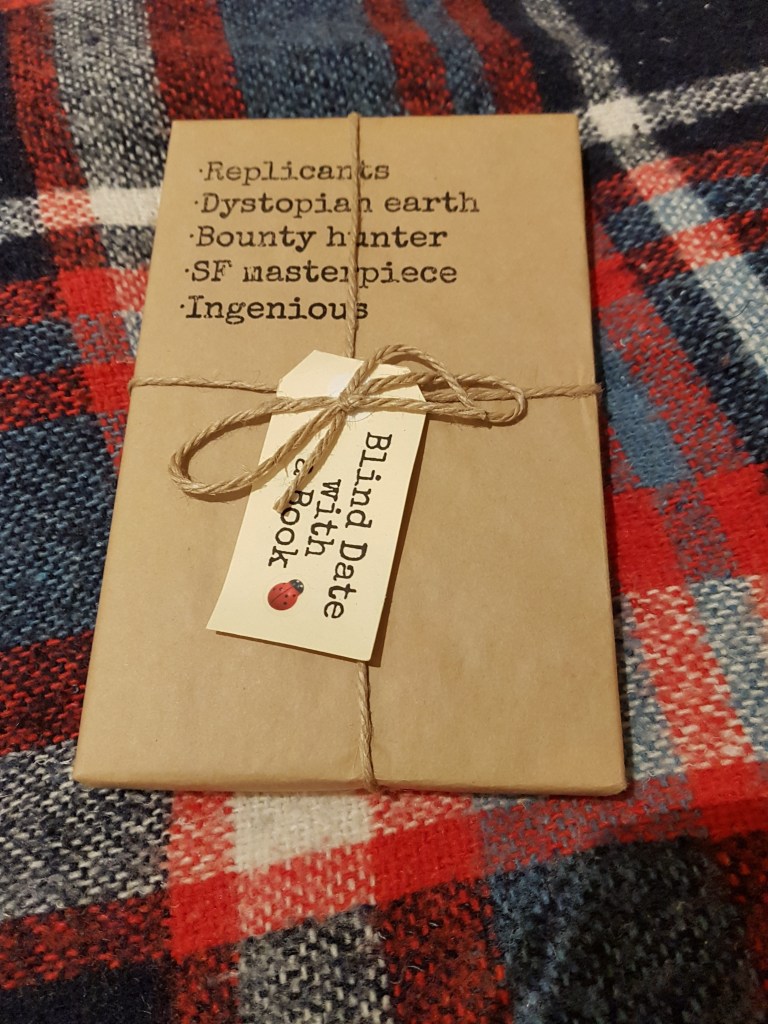 ·Replicants
·Dystopian earth
·Bounty hunter
·SF masterpiece
·Ingenious
Blind Date
with
a Book